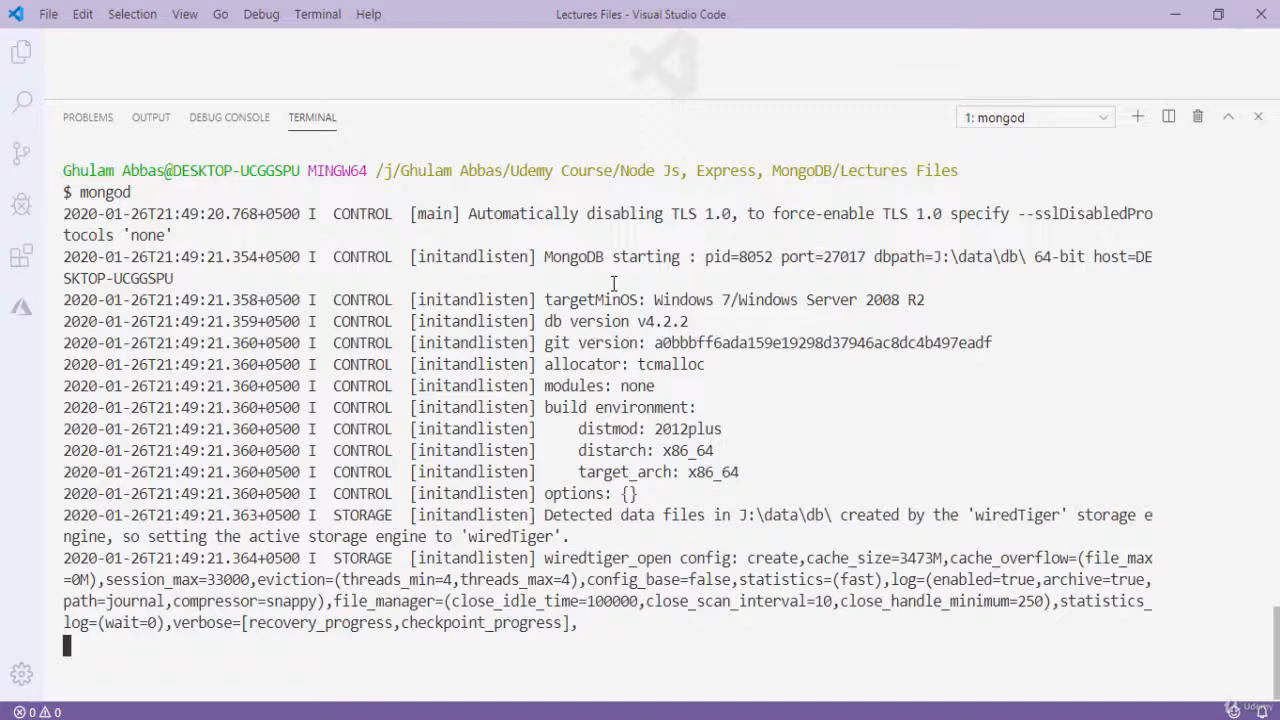 File Edit Selection View Go Debug Terminal Help Lectures Files - Visual Studio Code
PROBLEMS OUTPUT DEBUG CONSOLE TERMINAL 1: mongod
Ghulam Abbas@DESKTOP-UCGGSPU MINGW64 /j/Ghulam Abbas/Udemy Course/Node Js, Express, MongoDB/Lectures Files
$ mongod
2020-01-26T21:49:20.768+0500 I CONTROL [main] Automatically disabling TLS 1.0, to force-enable TLS 1.0 specify --sslDisabledPro
tocols 'none'
2020-01-26T21:49:21.354+0500 I CONTROL [initandlisten] MongoDB starting : pid=8052 port=27017 dbpath=J:\data\db\ 64-bit host=DE
SKTOP-UCGGSPU
2020-01-26T21:49:21.358+0500 I CONTROL [initandlisten] targetMinOS: Windows 7/Windows Server 2008 R2
2020-01-26T21:49:21.359+0500 I CONTROL [initandlisten] db version v4.2.2
2020-01-26T21:49:21.360+0500 I CONTROL [initandlisten] git version: a0bbbff6ada159e19298d37946ac8dc4b497eadf
2020-01-26T21:49:21.360+0500 I CONTROL [initandlisten] allocator: tcmalloc
2020-01-26T21:49:21.360+0500 I CONTROL [initandlisten] modules: none
2020-01-26T21:49:21.360+0500 I CONTROL [initandlisten] build environment:
2020-01-26T21:49:21.360+0500 I CONTROL [initandlisten] distmod: 2012plus
2020-01-26T21:49:21.360+0500 I CONTROL [initandlisten] distarch: x86_64
2020-01-26T21:49:21.360+0500 I CONTROL [initandlisten] target_arch: x86_64
2020-01-26T21:49:21.360+0500 I CONTROL [initandlisten] options: {}
2020-01-26T21:49:21.363+0500 I STORAGE [initandlisten] Detected data files in J:\data\db\ created by the 'wiredTiger' storage e
ngine, so setting the active storage engine to 'wiredTiger'.
2020-01-26T21:49:21.364+0500 I STORAGE [initandlisten] wiredtiger_open config: create,cache_size=3473M,cache_overflow=(file_max
=0M),session_max=33000,eviction=(threads_min=4,threads_max=4),config_base=false,statistics=(fast),log=(enabled=true,archive=true,
path=journal,compressor=snappy),file_manager=(close_idle_time=100000,close_scan_interval=10,close_handle_minimum=250),statistics_
log=(wait=0),verbose=[recovery_progress,checkpoint_progress],
0 0 Udemy